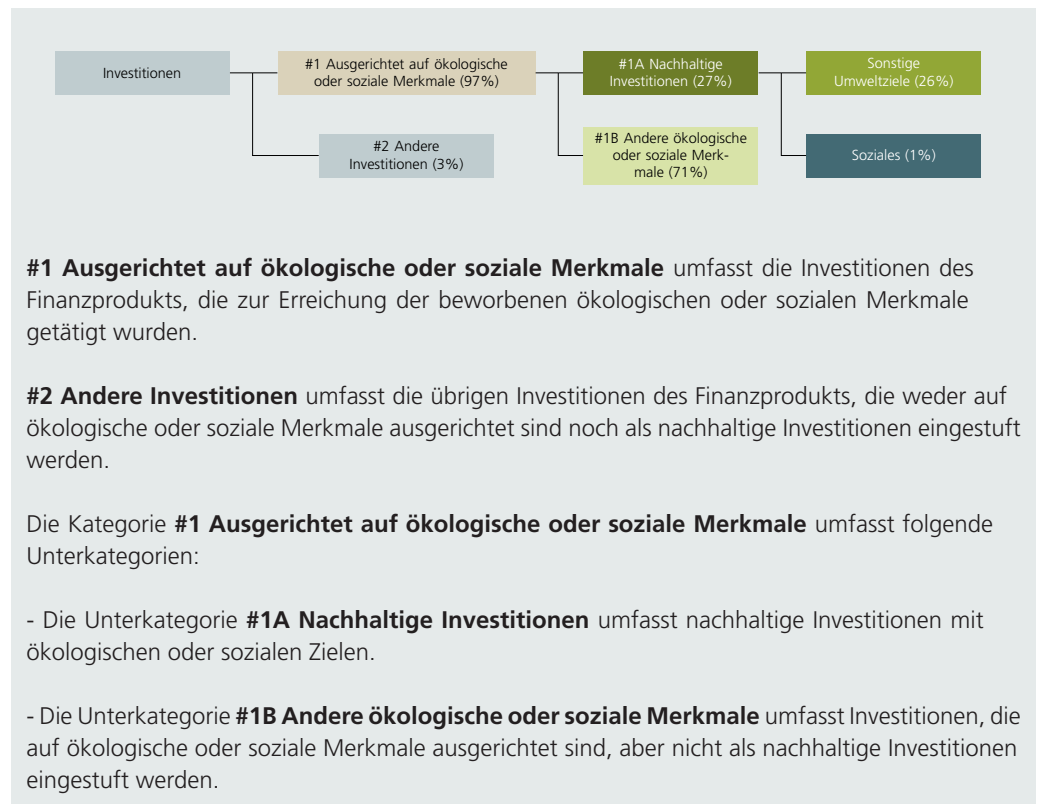 Investitionen
#1 Ausgerichtet auf ökologische
oder soziale Merkmale (97%)
#1A Nachhaltige
Investitionen (27%)
Sonstige
Umweltziele (26%)
#2 Andere
Investitionen (3%)
#1B Andere ökologische
oder soziale Merk-
male (71%)
Soziales (1%)
#1 Ausgerichtet auf ökologische oder soziale Merkmale umfasst die Investitionen des
Finanzprodukts, die zur Erreichung der beworbenen ökologischen oder sozialen Merkmale
getätigt wurden.
#2 Andere Investitionen umfasst die übrigen Investitionen des Finanzprodukts, die weder auf
ökologische oder soziale Merkmale ausgerichtet sind noch als nachhaltige Investitionen eingestuft
werden.
Die Kategorie #1 Ausgerichtet auf ökologische oder soziale Merkmale umfasst folgende
Unterkategorien:
- Die Unterkategorie #1A Nachhaltige Investitionen umfasst nachhaltige Investitionen mit
ökologischen oder sozialen Zielen.
- Die Unterkategorie #1B Andere ökologische oder soziale Merkmale umfasst Investitionen, die
auf ökologische oder soziale Merkmale ausgerichtet sind, aber nicht als nachhaltige Investitionen
eingestuft werden.